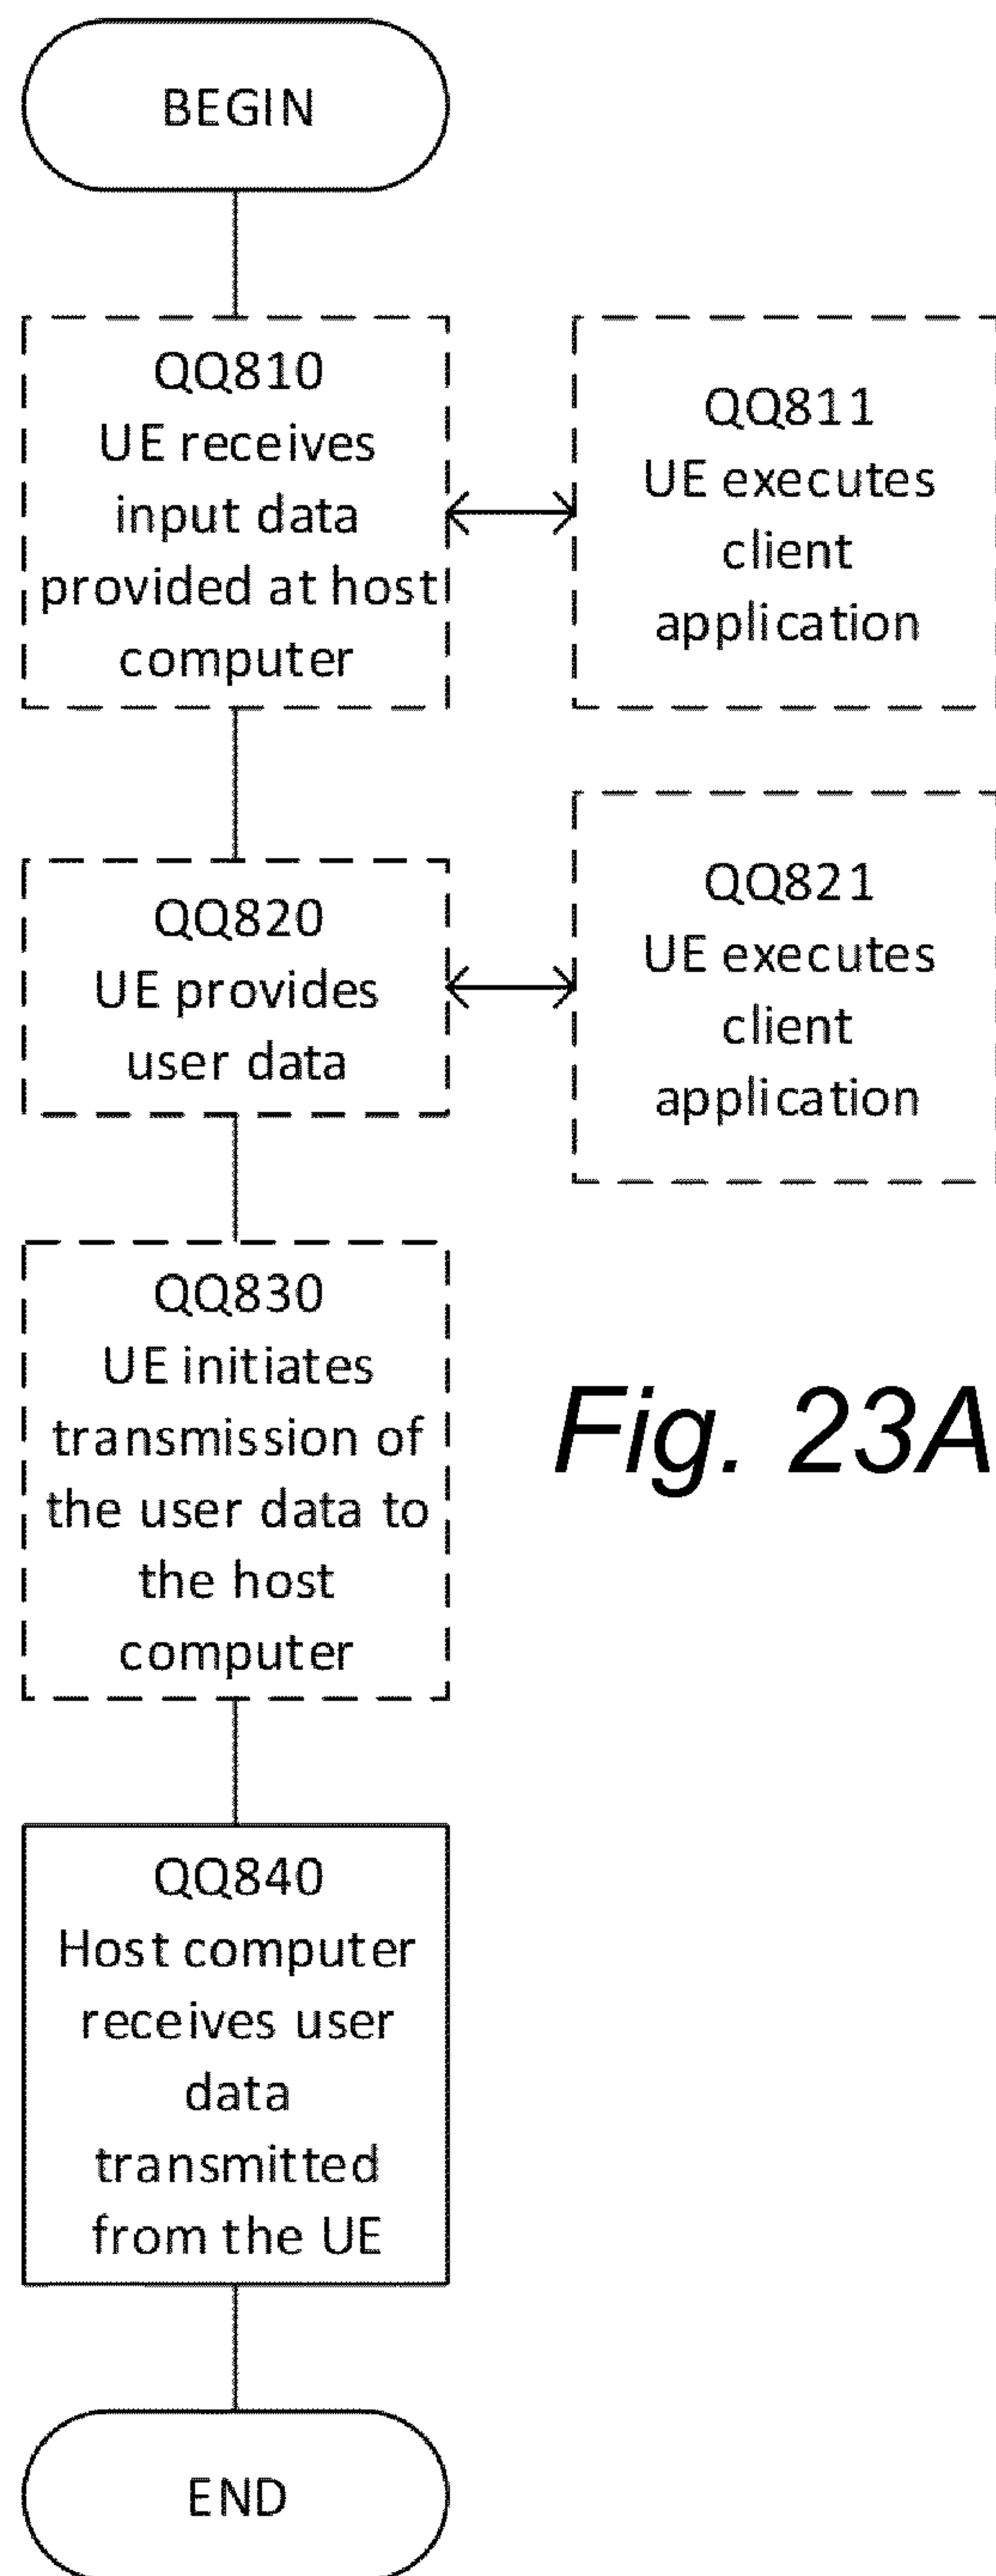 BEGIN
QQ810
UE receives
input data
provided at host
computer
QQ811
UE executes
client
application
QQ820
UE provides
user data
QQ821
UE executes
client
application
QQ830
UE initiates
transmission of
the user data to
the host
computer
Fig. 23A
QQ840
Host computer
receives user
data
transmitted
from the UE
END